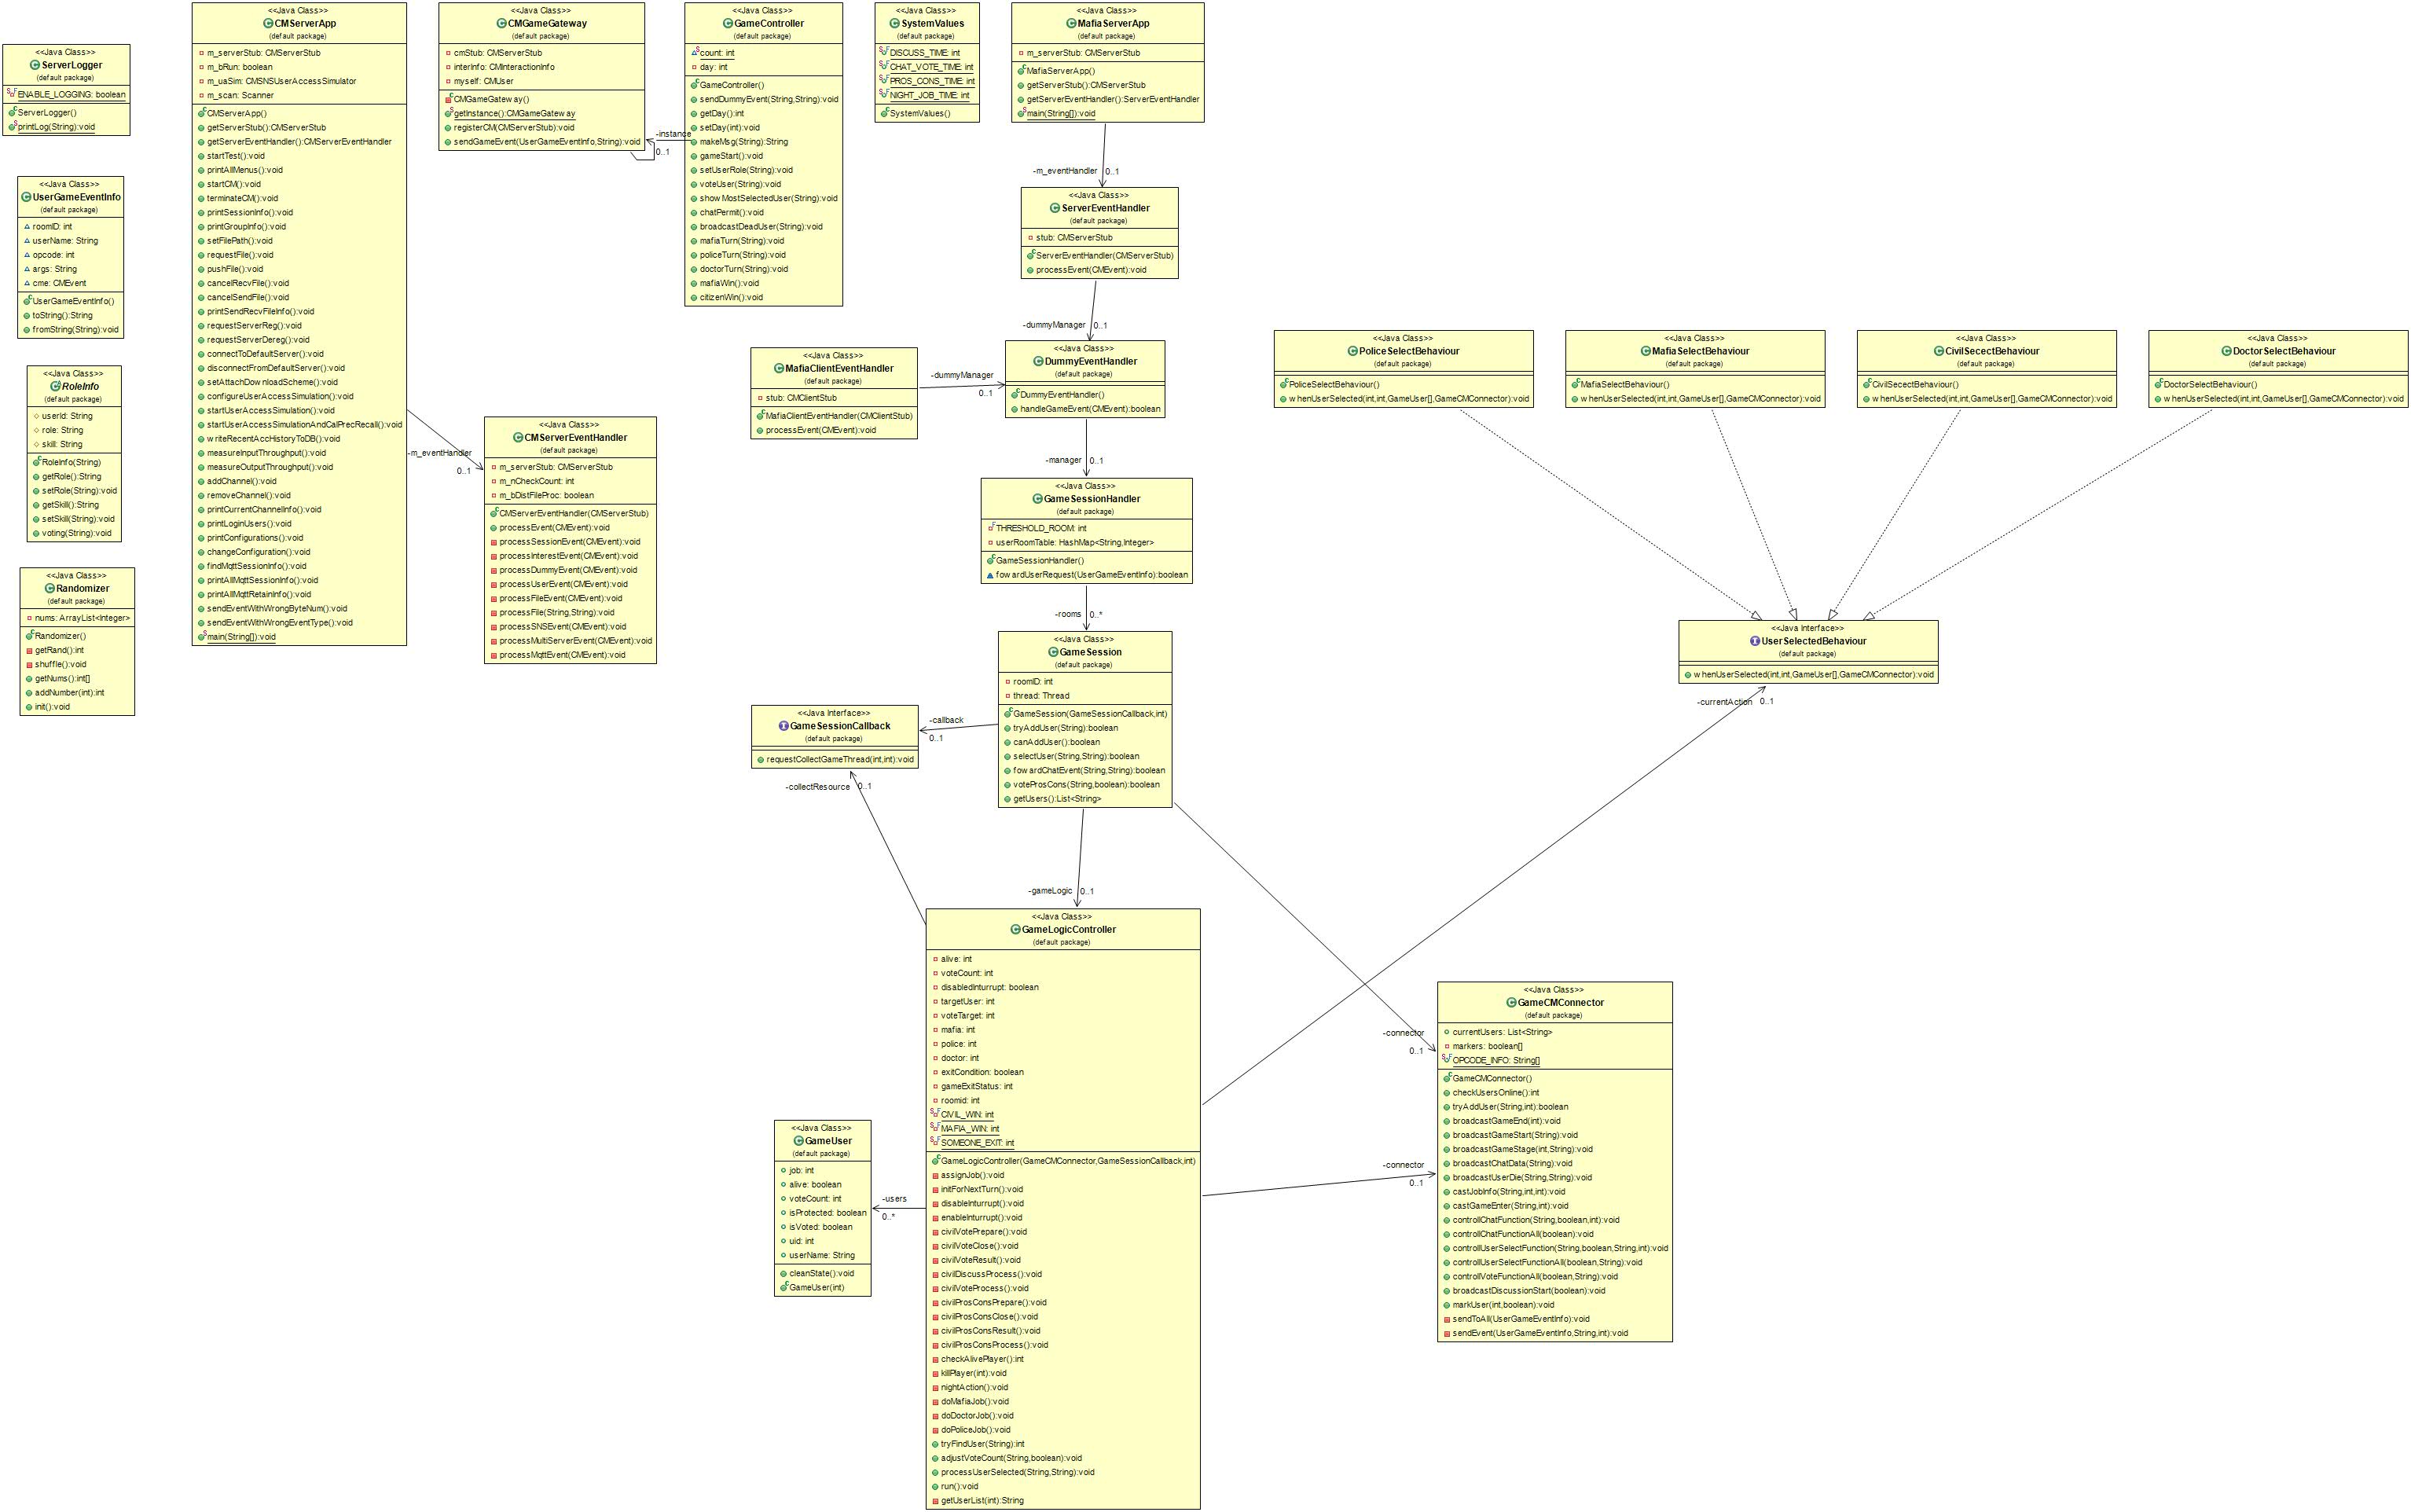 <<Java Class>>
ServerLogger
(default package)
ENABLE_LOGGING: boolean
ServerLogger()
printLog(String):void
<<Java Class>>
UserGameEventInfo
(default package)
roomID: int
userName: String
opcode: int
args: String
cme: CMEvent
UserGameEventInfo()
toString():String
fromString(String):void
<<Java Class>>
RoleInfo
(default package)
userId: String
role: String
skill: String
RoleInfo(String)
getRole():String
setRole(String):void
getSkill():String
setSkill(String):void
voting(String):void
<<Java Class>>
Randomizer
(default package)
nums: ArrayList<Integer>
Randomizer()
getRand():int
shuffle():void
getNums():int[]
addNumber(int):int
init():void
<<Java Class>>
CMServerApp
(default package)
m_serverStub: CMServerStub
m_bRun: boolean
m_uaSim: CMSNSUserAccessSimulator
m_scan: Scanner
CMServerApp()
getServerStub():CMServerStub
getServerEventHandler():CMServerEventHandler
startTest():void
printAllMenus():void
startCM():void
terminateCM():void
printSessionInfo():void
printGroupInfo():void
setFilePath():void
requestFile():void
pushFile():void
cancelRecvFile():void
cancelSendFile():void
printSendRecvFileInfo():void
requestServerReg():void
requestServerDereg():void
connectToDefaultServer():void
disconnectFromDefaultServer():void
setAttachDownloadScheme():void
configureUserAccessSimulation():void
startUserAccessSimulation():void
startUserAccessSimulationAndCalPrecRecall():void
writeRecentAccHistoryToDB():void
measureInputThroughput():void
measureOutputThroughput():void
addChannel():void
removeChannel():void
printCurrentChannelInfo():void
printLoginUsers():void
printConfigurations():void
changeConfiguration():void
findMqttSessionInfo():void
printAllMqttSessionInfo():void
printAllMqttRetainInfo():void
sendEventWithWrongByteNum():void
sendEventWithWrongEventType():void
main(String[]):void
-m_eventHandler
0..1
<<Java Class>>
CMServerEventHandler
(default package)
m_serverStub: CMServerStub
m_nCheckCount: int
m_bDistFileProc: boolean
CMServerEventHandler(CMServerStub)
processEvent(CMEvent):void
processSessionEvent(CMEvent):void
processInterestEvent(CMEvent):void
processDummyEvent(CMEvent):void
processUserEvent(CMEvent):void
processFileEvent(CMEvent):void
processFile(String,String):void
processSNSEvent(CMEvent):void
processMultiServerEvent(CMEvent):void
processMqttEvent(CMEvent):void
<<Java Class>>
CMGameGateway
(default package)
cmStub: CMServerStub
interInfo: CMInteractionInfo
myself: CMUser
CMGameGateway()
getInstance():CMGameGateway
registerCM(CMServerStub):void
sendGameEvent(UserGameEventInfo,String):void
-instance
0..1
<<Java Class>>
GameController
(default package)
count: int
day: int
GameController()
sendDummyEvent(String,String):void
getDay():int
setDay(int):void
makeMsg(String):String
gameStart():void
setUserRole(String):void
voteUser(String):void
showMostSelectedUser(String):void
chatPermit():void
broadcastDeadUser(String):void
mafiaTurn(String):void
policeTurn(String):void
doctorTurn(String):void
mafiaWin():void
citizenWin():void
<<Java Class>>
SystemValues
(default package)
DISCUSS_TIME: int
CHAT_VOTE_TIME: int
PROS_CONS_TIME: int
NIGHT_JOB_TIME: int
SystemValues()
<<Java Class>>
MafiaServerApp
(default package)
m_serverStub: CMServerStub
MafiaServerApp()
getServerStub():CMServerStub
getServerEventHandler():ServerEventHandler
main(String[]):void
-m_eventHandler
0..1
<<Java Class>>
ServerEventHandler
(default package)
stub: CMServerStub
ServerEventHandler(CMServerStub)
processEvent(CMEvent):void
-dummyManager
0..1
<<Java Class>>
MafiaClientEventHandler
(default package)
stub: CMClientStub
MafiaClientEventHandler(CMClientStub)
processEvent(CMEvent):void
-dummyManager
0..1
<<Java Class>>
DummyEventHandler
(default package)
DummyEventHandler()
handleGameEvent(CMEvent):boolean
-manager
0..1
<<Java Class>>
GameSessionHandler
(default package)
THRESHOLD_ROOM: int
userRoomTable: HashMap<String,Integer>
GameSessionHandler()
fowardUserRequest(UserGameEventInfo):boolean
-rooms
0..*
<<Java Class>>
GameSession
(default package)
roomID: int
thread: Thread
GameSession(GameSessionCallback,int)
tryAddUser(String):boolean
canAddUser():boolean
selectUser(String,String):boolean
fowardChatEvent(String,String):boolean
voteProsCons(String,boolean):boolean
getUsers():List<String>
-callback
0..1
<<Java Interface>>
GameSessionCallback
(default package)
requestCollectGameThread(int,int):void
-collectResource
0..1
-gameLogic
0..1
<<Java Class>>
GameLogicController
(default package)
alive: int
voteCount: int
disabledInturrupt: boolean
targetUser: int
voteTarget: int
mafia: int
police: int
doctor: int
exitCondition: boolean
gameExitStatus: int
roomid: int
CIVIL_WIN: int
MAFIA_WIN: int
SOMEONE_EXIT: int
GameLogicController(GameCMConnector,GameSessionCallback,int)
assignJob():void
initForNextTurn():void
disableInturrupt():void
enableInturrupt():void
civilVotePrepare():void
civilVoteClose():void
civilVoteResult():void
civilDiscussProcess():void
civilVoteProcess():void
civilProsConsPrepare():void
civilProsConsClose():void
civilProsConsResult():void
civilProsConsProcess():void
checkAlivePlayer():int
killPlayer(int):void
nightAction():void
doMafiaJob():void
doDoctorJob():void
doPoliceJob():void
tryFindUser(String):int
adjustVoteCount(String,boolean):void
processUserSelected(String,String):void
run():void
getUserList(int):String
-users
0..*
<<Java Class>>
GameUser
(default package)
job: int
alive: boolean
voteCount: int
isProtected: boolean
isVoted: boolean
uid: int
userName: String
cleanState():void
GameUser(int)
<<Java Class>>
PoliceSelectBehaviour
(default package)
PoliceSelectBehaviour()
whenUserSelected(int,int,GameUser[],GameCMConnector):void
<<Java Class>>
MafiaSelectBehaviour
(default package)
MafiaSelectBehaviour()
whenUserSelected(int,int,GameUser[],GameCMConnector):void
<<Java Class>>
CivilSecectBehaviour
(default package)
CivilSecectBehaviour()
whenUserSelected(int,int,GameUser[],GameCMConnector):void
<<Java Class>>
DoctorSelectBehaviour
(default package)
DoctorSelectBehaviour()
whenUserSelected(int,int,GameUser[],GameCMConnector):void
<<Java Interface>>
UserSelectedBehaviour
(default package)
whenUserSelected(int,int,GameUser[],GameCMConnector):void
-currentAction
0..1
-connector
0..1
-connector
0..1
<<Java Class>>
GameCMConnector
(default package)
currentUsers: List<String>
markers: boolean[]
OPCODE_INFO: String[]
GameCMConnector()
checkUsersOnline():int
tryAddUser(String,int):boolean
broadcastGameEnd(int):void
broadcastGameStart(String):void
broadcastGameStage(int,String):void
broadcastChatData(String):void
broadcastUserDie(String,String):void
castJobInfo(String,int,int):void
castGameEnter(String,int):void
controllChatFunction(String,boolean,int):void
controllChatFunctionAll(boolean):void
controllUserSelectFunction(String,boolean,String,int):void
controllUserSelectFunctionAll(boolean,String):void
controllVoteFunctionAll(boolean,String):void
broadcastDiscussionStart(boolean):void
markUser(int,boolean):void
sendToAll(UserGameEventInfo):void
sendEvent(UserGameEventInfo,String,int):void